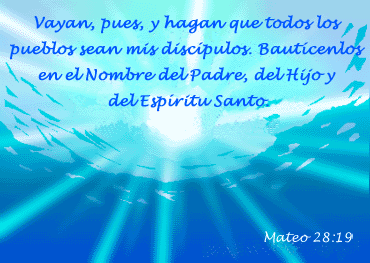 Vayan, pues, y hagan que todos los
pueblos sean mis discípulos. Bautícenlos
en el Nombre del Padre, del Hijo y
del Espíritu Santo.
Mateo 28:19